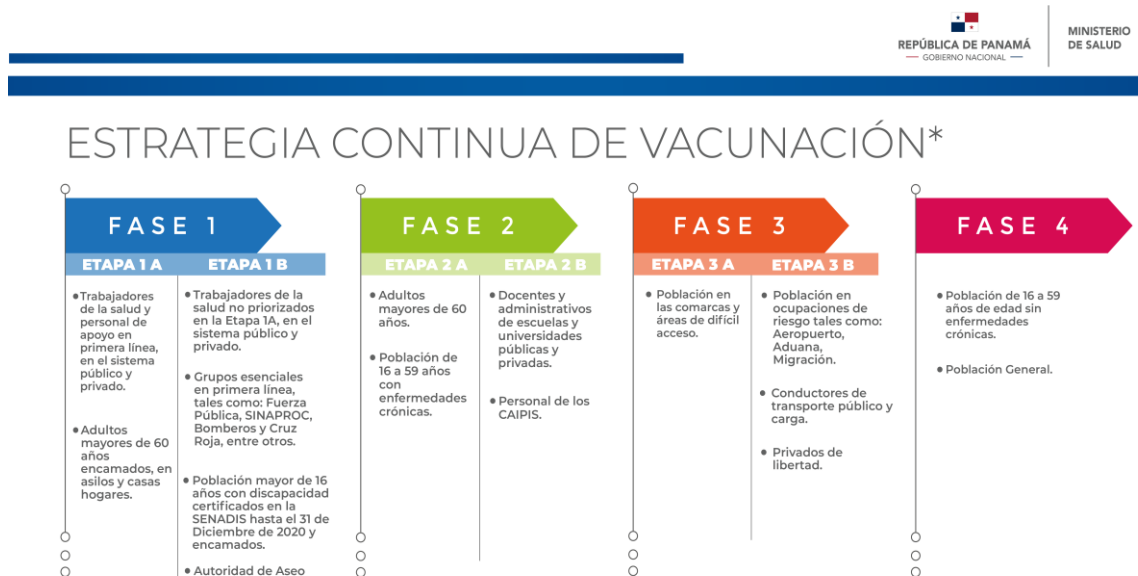 REPÚBLICA DE PANAMÁ
— GOBIERNO NACIONAL —
MINISTERIO
DE SALUD
ESTRATEGIA CONTINUA DE VACUNACIÓN*
FASE 1
ETAPA 1 A
•Trabajadores
de la salud y
personal de
apoyo en
primera línea,
en el sistema
público y
privado.
•Adultos
mayores de 60
años
encamados, en
asilos y casas
hogares.
ETAPA 1 B
•Trabajadores de la
salud no priorizados
en la Etapa 1A, en el
sistema público y
privado.
•Grupos esenciales
en primera línea,
tales como: Fuerza
Pública, SINAPROC,
Bomberos y Cruz
Roja, entre otros.
•Población mayor de 16
años con discapacidad
certificados en la
SENADIS hasta el 31 de
Diciembre de 2020 y
encamados.
•Autoridad de Aseo
FASE 2
ETAPA 2 A
•Adultos
mayores de 60
años.
•Población de
16 a 59 años
con
enfermedades
crónicas.
ETAPA 2 B
•Docentes y
administrativos
de escuelas y
universidades
públicas y
privadas.
•Personal de los
CAIPIS.
FASE 3
ETAPA 3 A
•Población en
las comarcas y
áreas de difícil
acceso.
ETAPA 3 B
•Población en
ocupaciones de
riesgo tales como:
Aeropuerto,
Aduana,
Migración.
•Conductores de
transporte público y
carga.
•Privados de
libertad.
FASE 4
•Población de 16 a 59
años de edad sin
enfermedades
crónicas.
•Población General.